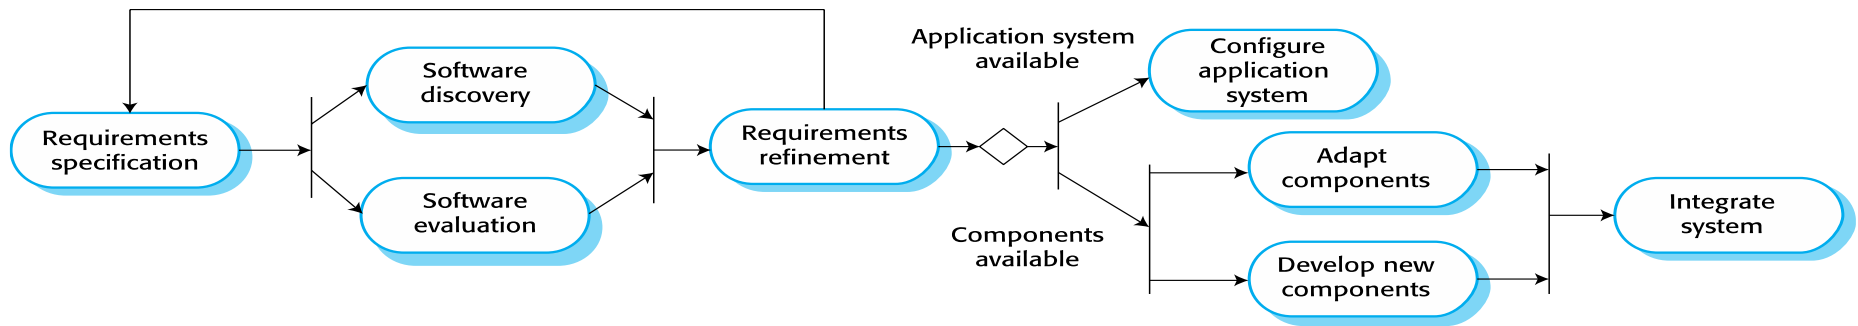 Requirements
specification
Software
discovery
Software
evaluation
Requirements
refinement
Application system
available
Configure
application
system
Components
available
Adapt
components
Develop new
components
Integrate
system